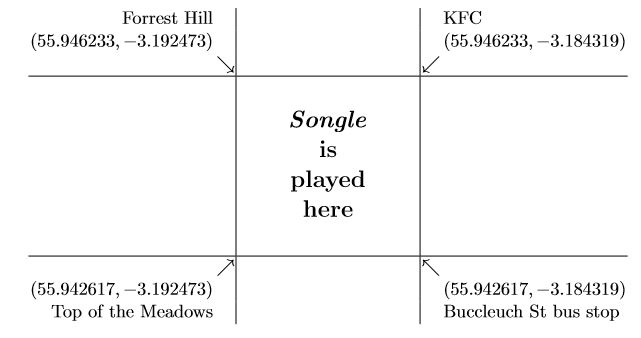 Forrest Hill
(55.946233, −3.192473)
KFC
(55.946233, −3.184319)
Songle
is
played
here
(55.942617, −3.192473)
Top of the Meadows
(55.942617, −3.184319)
Buccleuch St bus stop